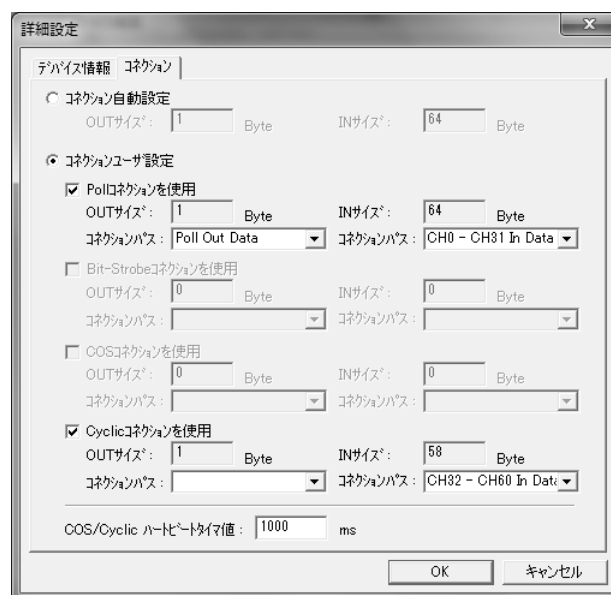 詳細設定
デバイス情報 コネクション
コネクション自動設定
OUTサイズ: 1 Byte INサイズ: 64 Byte
コネクションユーザ設定
Pollコネクションを使用
OUTサイズ: 1 Byte INサイズ: 64 Byte
コネクションパス: Poll Out Data コネクションパス: CH0 - CH31 In Data
Bit-Strobeコネクションを使用
OUTサイズ: 0 Byte INサイズ: 0 Byte
コネクションパス: コネクションパス:
COSコネクションを使用
OUTサイズ: 0 Byte INサイズ: 0 Byte
コネクションパス: コネクションパス:
Cyclicコネクションを使用
OUTサイズ: 1 Byte INサイズ: 58 Byte
コネクションパス: コネクションパス: CH32 - CH60 In Data
COS/Cyclic ハートビートタイマ値: 1000 ms
OK キャンセル